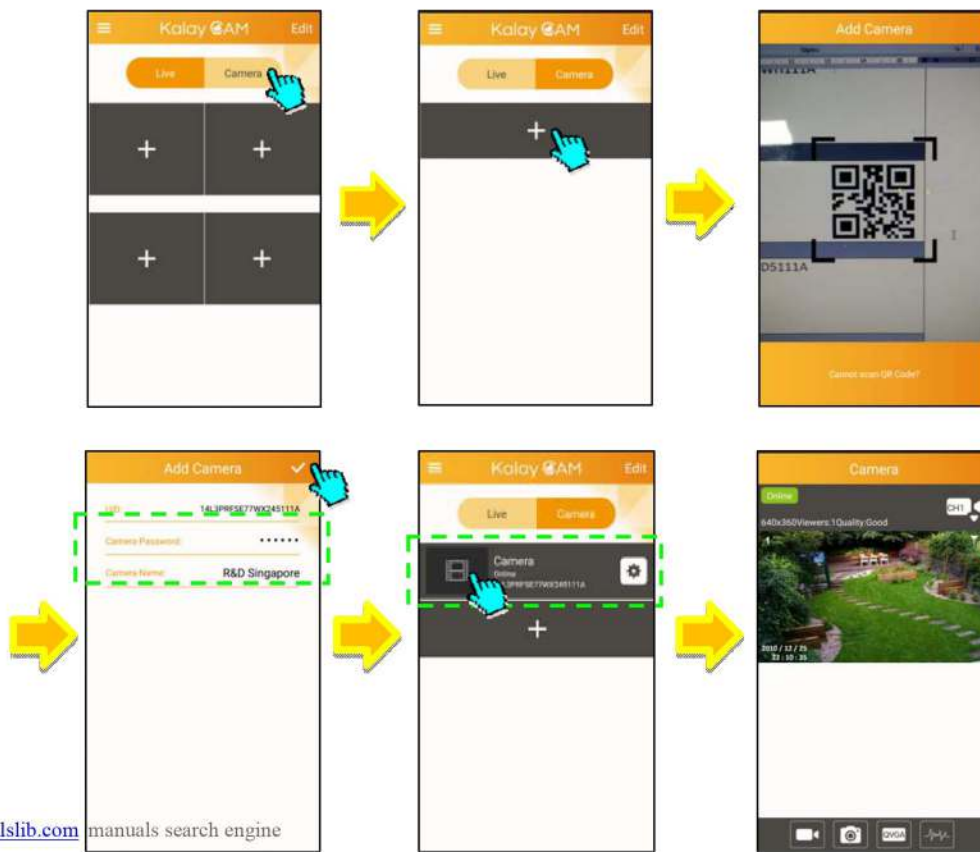 Kalay CAM Edit
Live Camera
+ +
+ +
Kalay CAM Edit
Live Camera
+
Add Camera
D5111A
Cannot scan QR Code?
Add Camera
UID: 14L3PRFSE77WX245111A
Camera Password: ••••••
Camera Name: R&D Singapore
Kalay CAM Edit
Live Camera
Camera
Online
+
Camera
Online
CH1
640x360Viewers:1Quality:Good
2010 / 12 / 25
22 : 10 : 35
QVGA
lslib.com manuals search engine